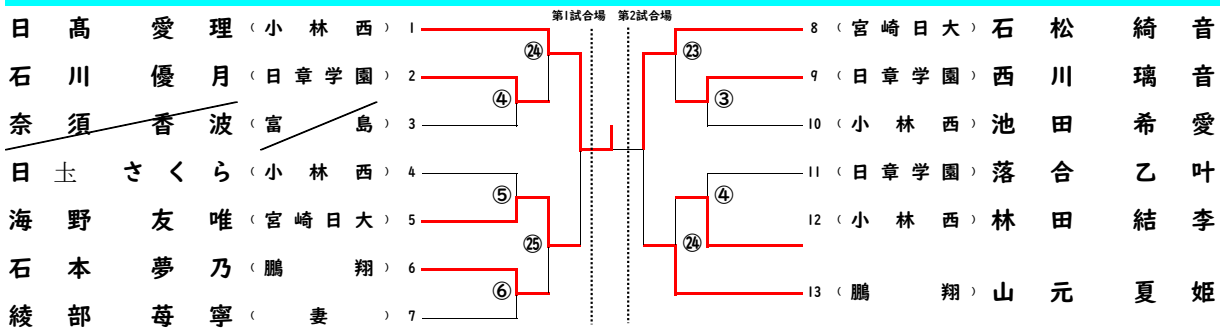 第1試合場 第2試合場
日髙 愛理 (小林西) 1
石川 優月 (日章学園) 2
奈須 香波 (富島) 3
日圡 さくら (小林西) 4
海野 友唯 (宮崎日大) 5
石本 夢乃 (鵬翔) 6
綾部 苺寧 (妻) 7
㉔
④
⑤
㉕
⑥
8 (宮崎日大) 石松 綺音
9 (日章学園) 西川 璃音
10 (小林西) 池田 希愛
11 (日章学園) 落合 乙叶
12 (小林西) 林田 結李
13 (鵬翔) 山元 夏姫
㉓
③
④
㉔